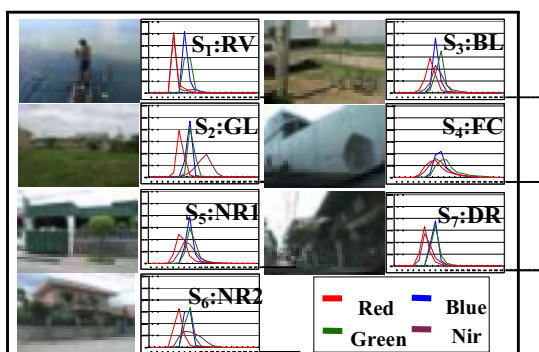 S1:RV
S3:BL
S2:GL
S4:FC
S5:NR1
S7:DR
S6:NR2
Red
Blue
Green
Nir